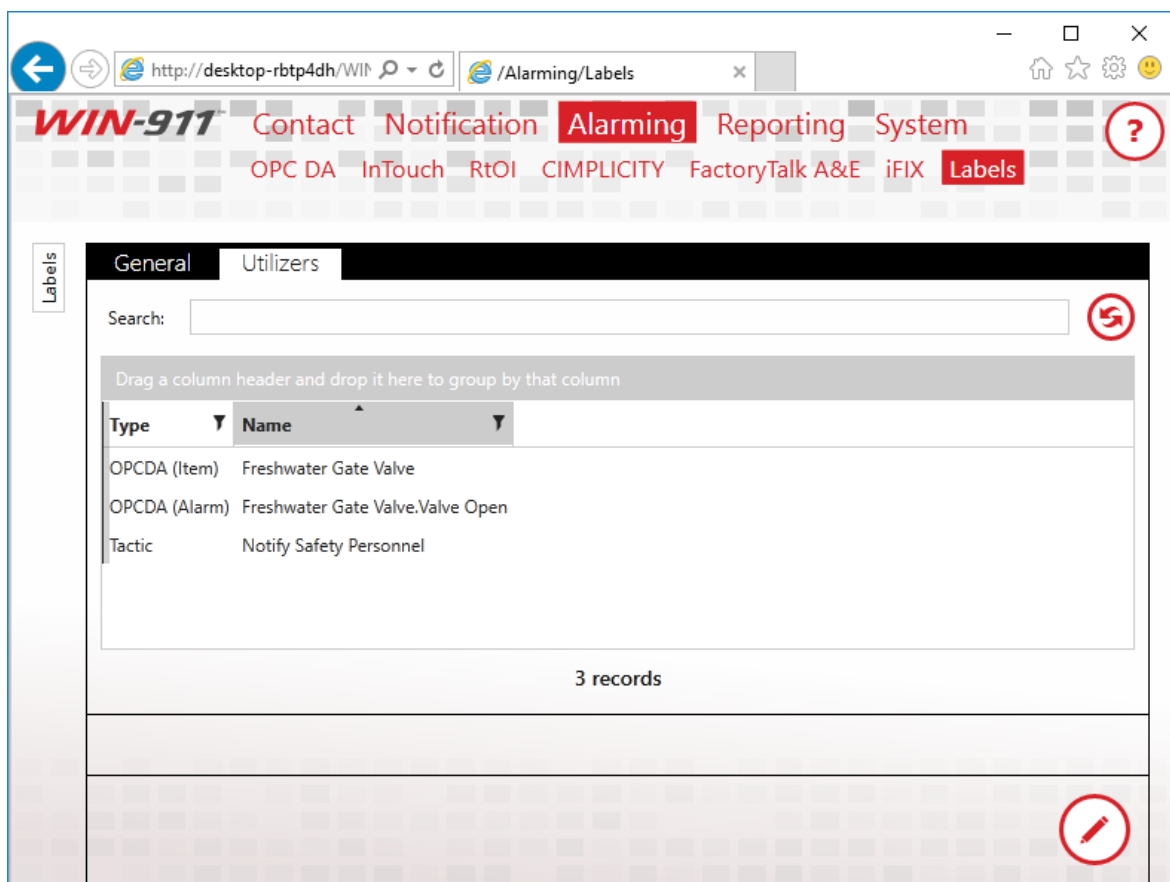 http://desktop-rbtp4dh/WIN
/Alarming/Labels
WIN-911 Contact Notification Alarming Reporting System ?
OPC DA InTouch RtOI CIMPLICITY FactoryTalk A&E iFIX Labels
Labels
General Utilizers
Search:
Drag a column header and drop it here to group by that column
Type Name
OPCDA (Item) Freshwater Gate Valve
OPCDA (Alarm) Freshwater Gate Valve.Valve Open
Tactic Notify Safety Personnel
3 records